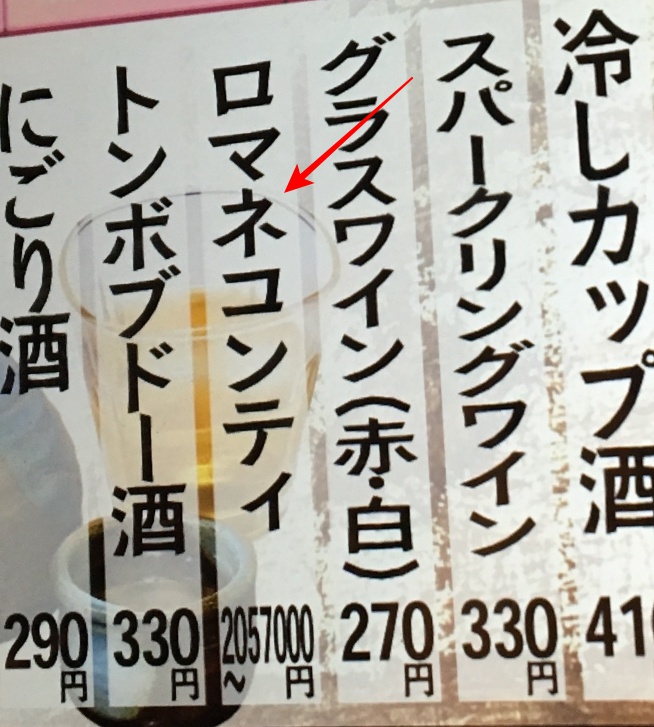 冷しカップ酒
41
スパークリングワイン
330円
グラスワイン(赤・白)
270円
ロマネコンティ
2057000円
~
トンボブドー酒
330円
にごり酒
290円